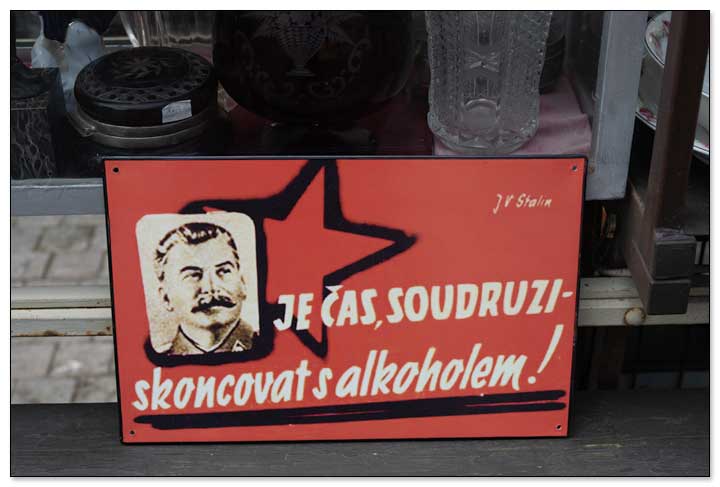 J V Stalin
JE ČAS, SOUDRUZI-
skoncovat s alkoholem!